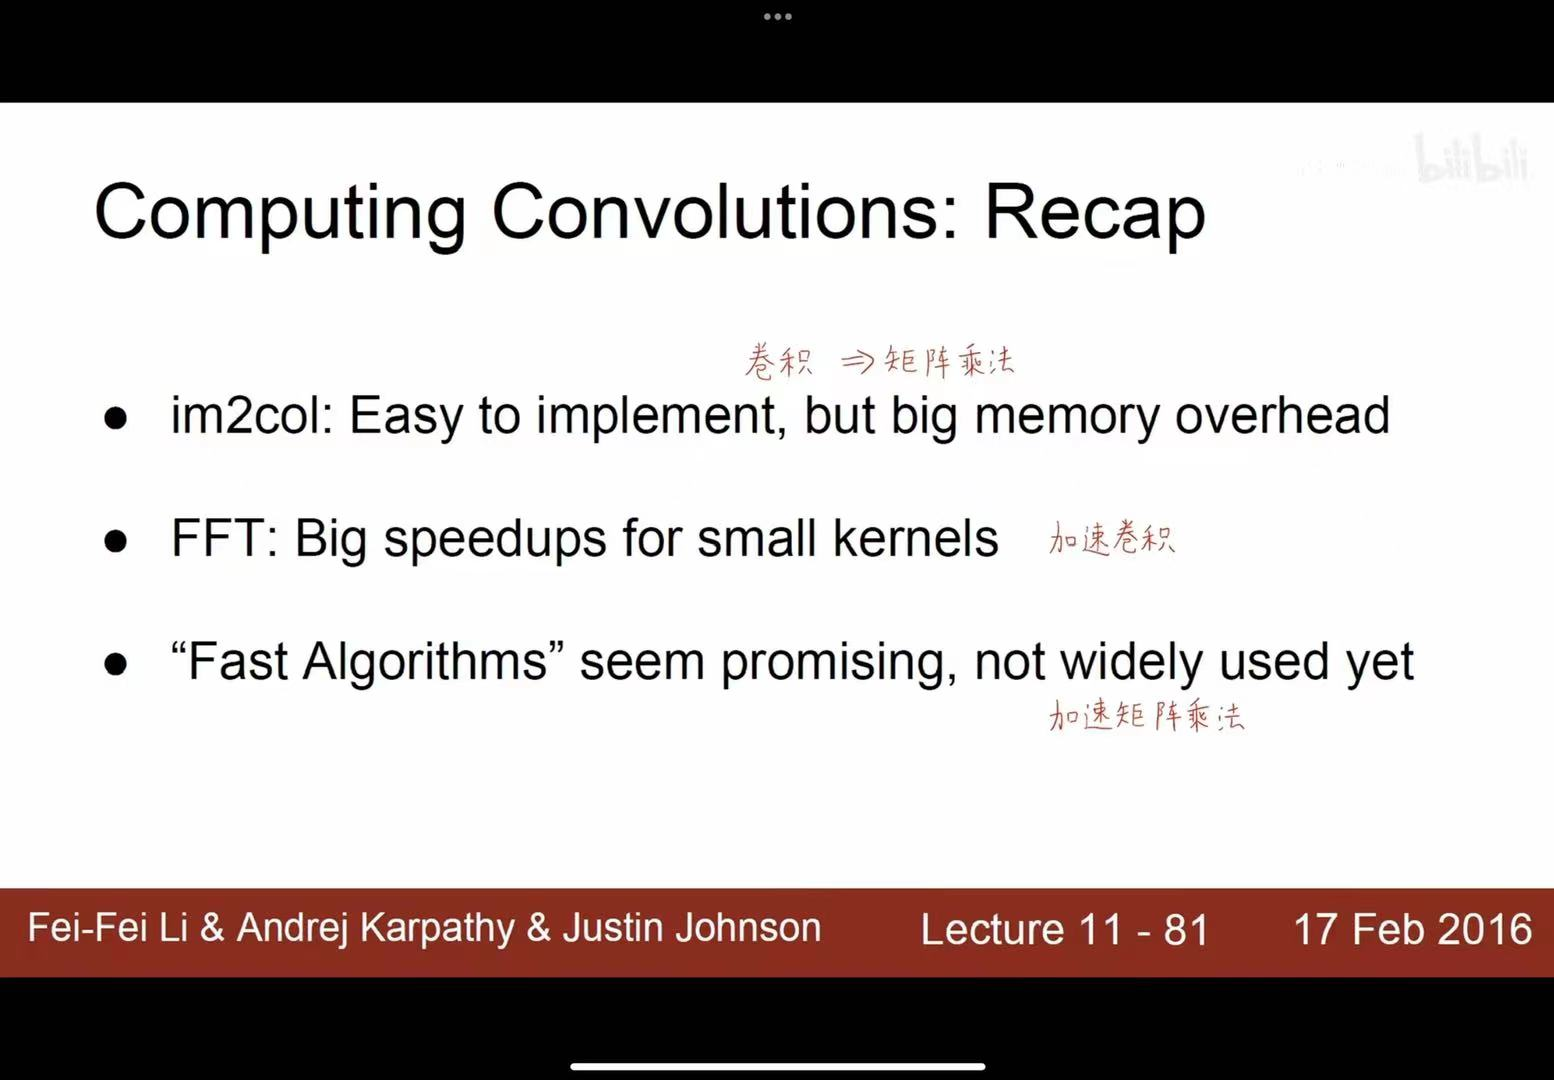 bilibili
Computing Convolutions: Recap
卷积 ⇒ 矩阵乘法
● im2col: Easy to implement, but big memory overhead
● FFT: Big speedups for small kernels 加速卷积
● “Fast Algorithms” seem promising, not widely used yet
加速矩阵乘法
Fei-Fei Li & Andrej Karpathy & Justin Johnson Lecture 11 - 81 17 Feb 2016